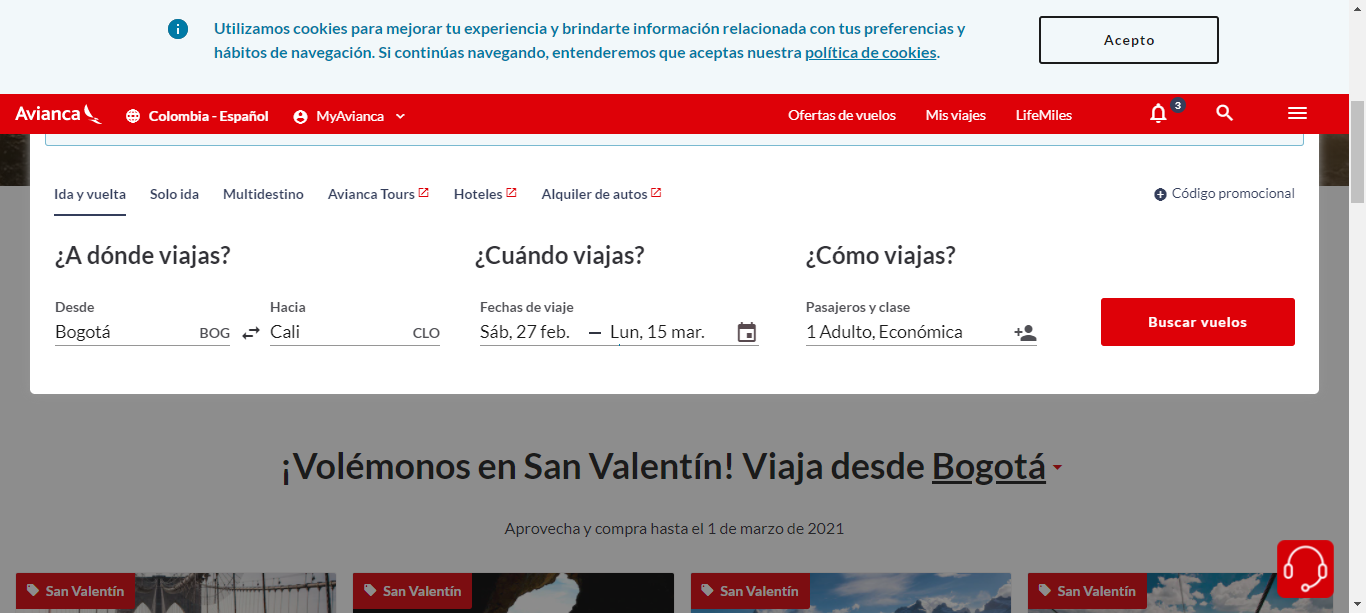 Utilizamos cookies para mejorar tu experiencia y brindarte información relacionada con tus preferencias y
hábitos de navegación. Si continúas navegando, entenderemos que aceptas nuestra política de cookies.
Acepto
Avianca
Colombia - Español
MyAvianca
Ofertas de vuelos
Mis viajes
LifeMiles
3
Ida y vuelta
Solo ida
Multidestino
Avianca Tours
Hoteles
Alquiler de autos
Código promocional
¿A dónde viajas?
¿Cuándo viajas?
¿Cómo viajas?
Desde
Hacia
Fechas de viaje
Pasajeros y clase
Bogotá BOG
Cali CLO
Sáb, 27 feb. — Lun, 15 mar.
1 Adulto, Económica
Buscar vuelos
¡Volémonos en San Valentín! Viaja desde Bogotá
Aprovecha y compra hasta el 1 de marzo de 2021
San Valentín
San Valentín
San Valentín
San Valentín